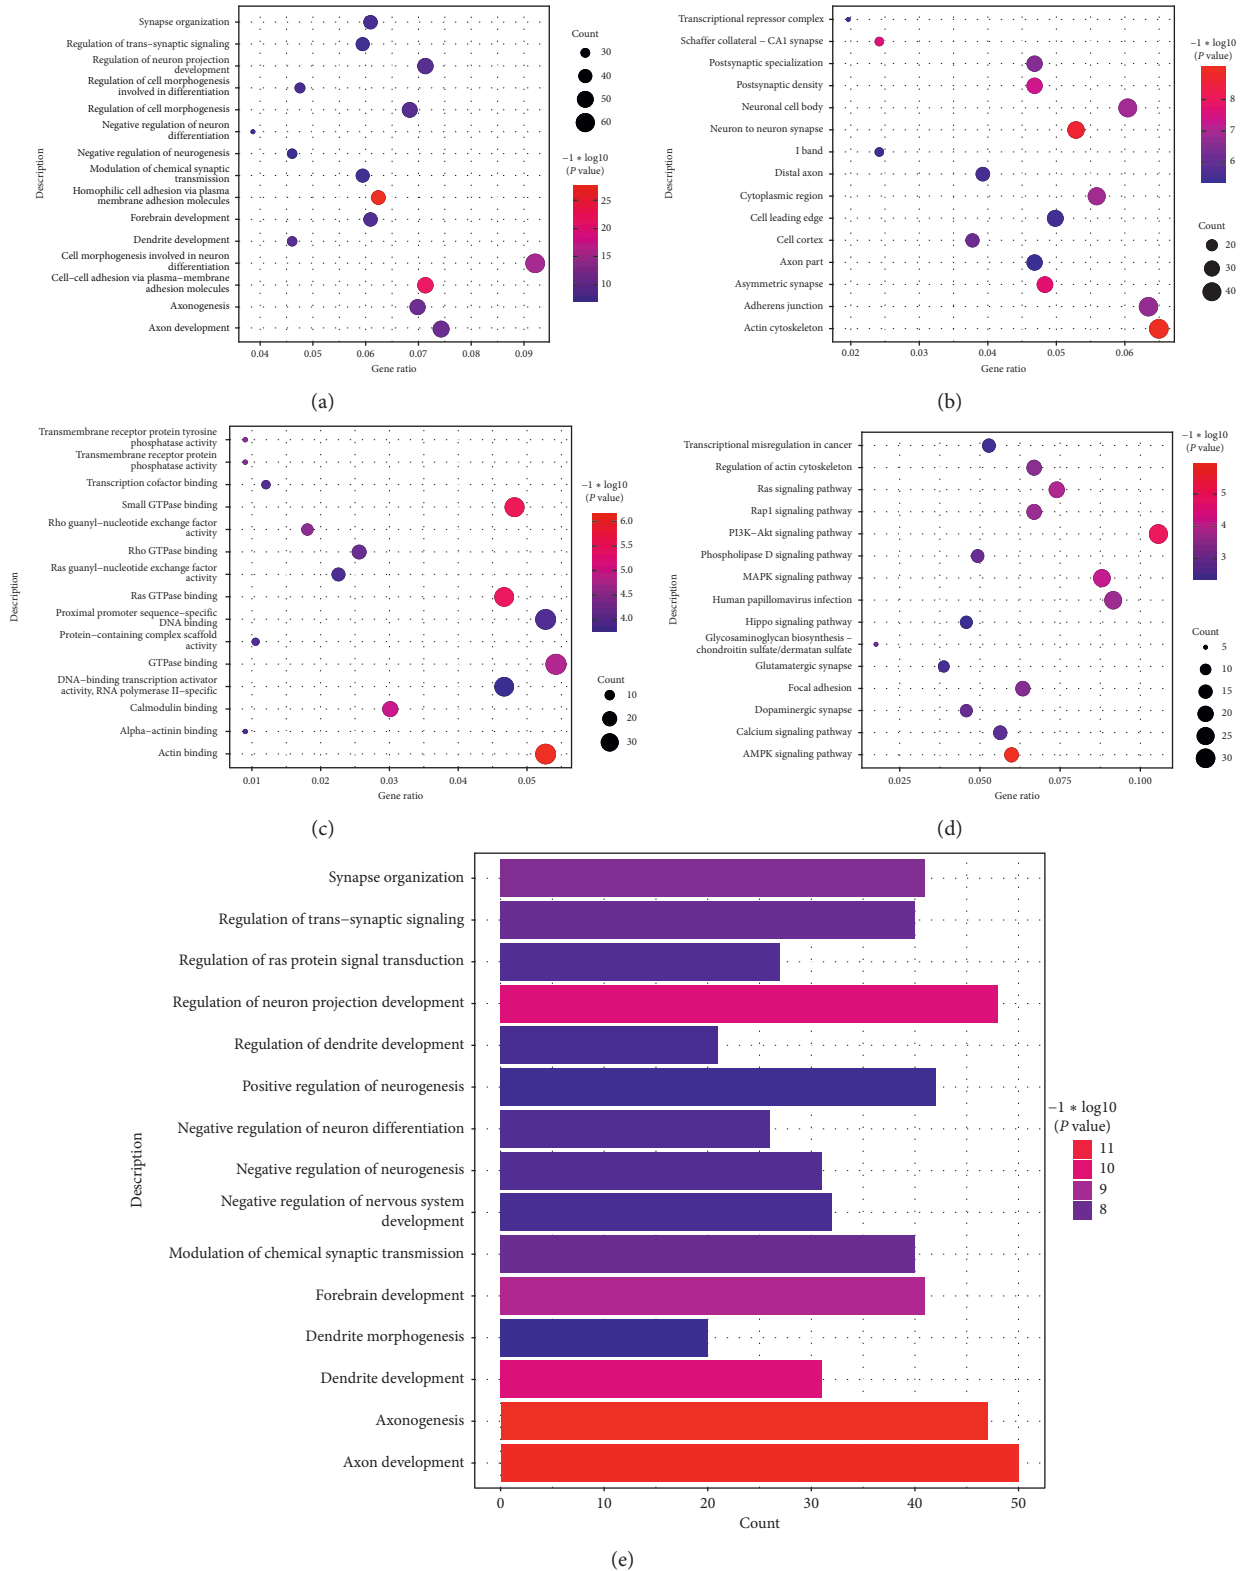 Synapse organization
Regulation of trans−synaptic signaling
Regulation of neuron projection
development
Regulation of cell morphogenesis
involved in differentiation
Regulation of cell morphogenesis
Negative regulation of neuron
differentiation
Negative regulation of neurogenesis
Modulation of chemical synaptic
transmission
Homophilic cell adhesion via plasma
membrane adhesion molecules
Forebrain development
Dendrite development
Cell morphogenesis involved in neuron
differentiation
Cell−cell adhesion via plasma−membrane
adhesion molecules
Axonogenesis
Axon development
Description
0.04 0.05 0.06 0.07 0.08 0.09
Gene ratio
Count
30
40
50
60
−1 ∗ log10
(P value)
25
20
15
10
(a)
Transcriptional repressor complex
Schaffer collateral − CA1 synapse
Postsynaptic specialization
Postsynaptic density
Neuronal cell body
Neuron to neuron synapse
I band
Distal axon
Cytoplasmic region
Cell leading edge
Cell cortex
Axon part
Asymmetric synapse
Adherens junction
Actin cytoskeleton
Description
0.02 0.03 0.04 0.05 0.06
Gene ratio
−1 ∗ log10
(P value)
8
7
6
Count
20
30
40
(b)
Transmembrane receptor protein tyrosine
phosphatase activity
Transmembrane receptor protein
phosphatase activity
Transcription cofactor binding
Small GTPase binding
Rho guanyl−nucleotide exchange factor
activity
Rho GTPase binding
Ras guanyl−nucleotide exchange factor
activity
Ras GTPase binding
Proximal promoter sequence−specific
DNA binding
Protein−containing complex scaffold
activity
GTPase binding
DNA−binding transcription activator
activity, RNA polymerase II−specific
Calmodulin binding
Alpha−actinin binding
Actin binding
Description
0.01 0.02 0.03 0.04 0.05
Gene ratio
−1 ∗ log10
(P value)
6.0
5.5
5.0
4.5
4.0
Count
10
20
30
(c)
Transcriptional misregulation in cancer
Regulation of actin cytoskeleton
Ras signaling pathway
Rap1 signaling pathway
PI3K−Akt signaling pathway
Phospholipase D signaling pathway
MAPK signaling pathway
Human papillomavirus infection
Hippo signaling pathway
Glycosaminoglycan biosynthesis −
chondroitin sulfate/dermatan sulfate
Glutamatergic synapse
Focal adhesion
Dopaminergic synapse
Calcium signaling pathway
AMPK signaling pathway
Description
0.025 0.050 0.075 0.100
Gene ratio
−1 ∗ log10
(P value)
5
4
3
Count
5
10
15
20
25
30
(d)
Synapse organization
Regulation of trans−synaptic signaling
Regulation of ras protein signal transduction
Regulation of neuron projection development
Regulation of dendrite development
Positive regulation of neurogenesis
Negative regulation of neuron differentiation
Negative regulation of neurogenesis
Negative regulation of nervous system
development
Modulation of chemical synaptic transmission
Forebrain development
Dendrite morphogenesis
Dendrite development
Axonogenesis
Axon development
Description
0 10 20 30 40 50
Count
−1 ∗ log10
(P value)
11
10
9
8
(e)